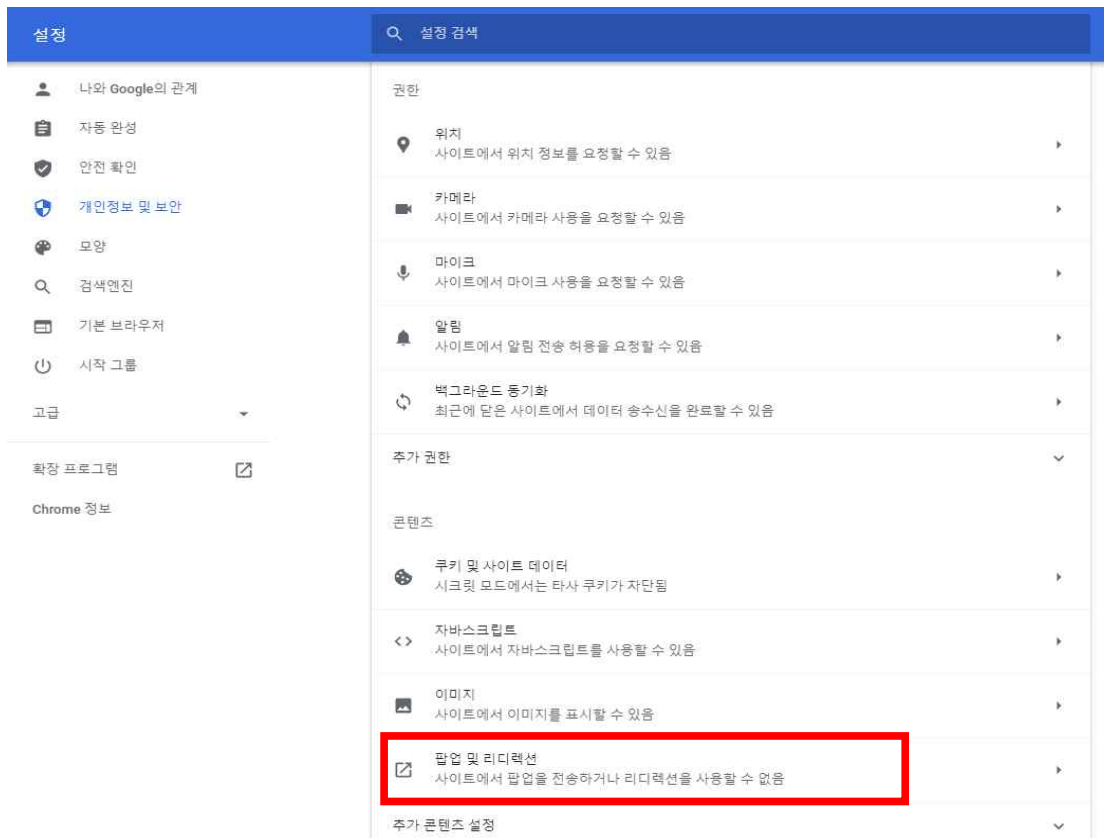 설정
설정 검색
나와 Google의 관계
자동 완성
안전 확인
개인정보 및 보안
모양
검색엔진
기본 브라우저
시작 그룹
고급
확장 프로그램
Chrome 정보
권한
위치
사이트에서 위치 정보를 요청할 수 있음
카메라
사이트에서 카메라 사용을 요청할 수 있음
마이크
사이트에서 마이크 사용을 요청할 수 있음
알림
사이트에서 알림 전송 허용을 요청할 수 있음
백그라운드 동기화
최근에 닫은 사이트에서 데이터 송수신을 완료할 수 있음
추가 권한
콘텐츠
쿠키 및 사이트 데이터
시크릿 모드에서는 타사 쿠키가 차단됨
자바스크립트
사이트에서 자바스크립트를 사용할 수 있음
이미지
사이트에서 이미지를 표시할 수 있음
팝업 및 리디렉션
사이트에서 팝업을 전송하거나 리디렉션을 사용할 수 없음
추가 콘텐츠 설정